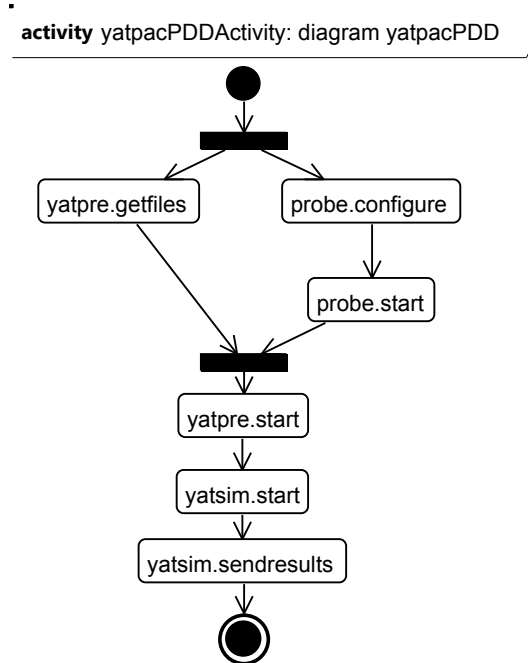 activity yatpacPDDActivity: diagram yatpacPDD
yatpre.getfiles
probe.configure
probe.start
yatpre.start
yatsim.start
yatsim.sendresults